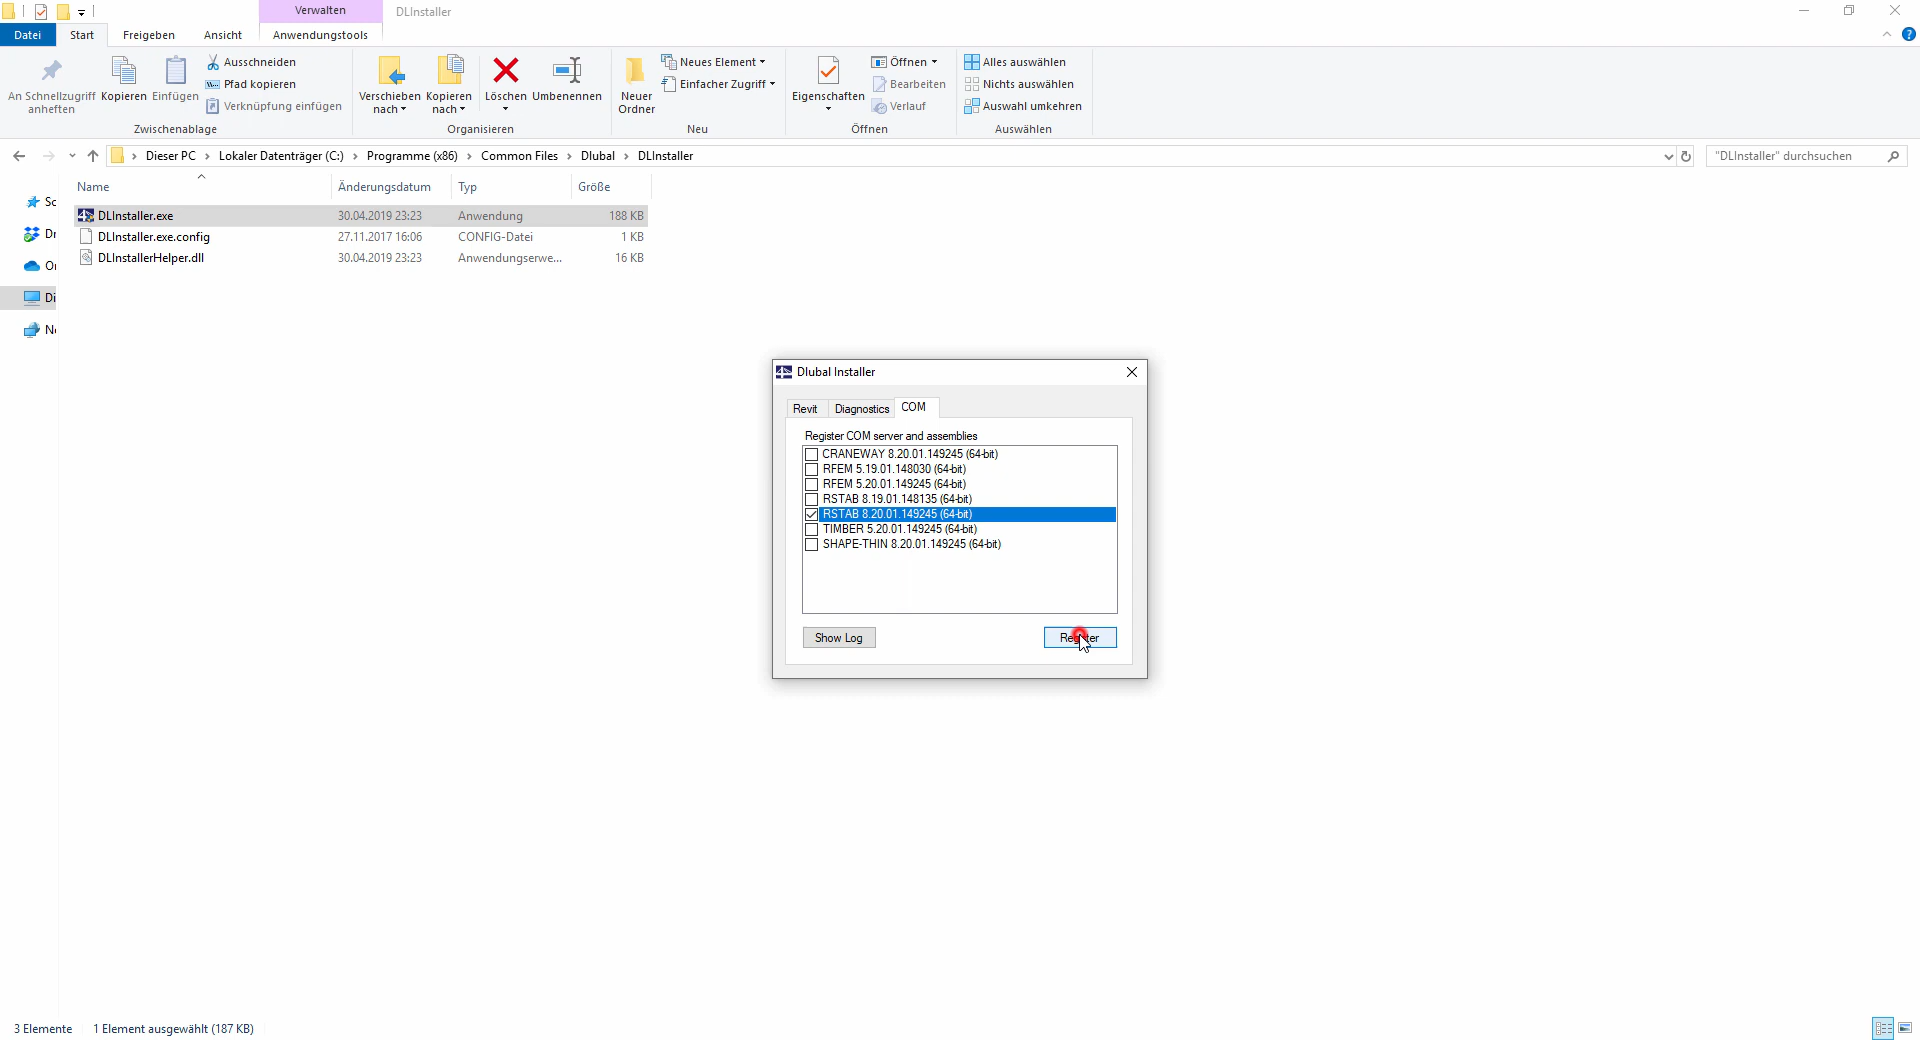 Verwalten
DLInstaller
Datei
Start
Freigeben
Ansicht
Anwendungstools
An Schnellzugriff
anheften
Kopieren
Einfügen
Ausschneiden
Pfad kopieren
Verknüpfung einfügen
Zwischenablage
Verschieben
nach
Kopieren
nach
Löschen
Umbenennen
Organisieren
Neuer
Ordner
Neues Element
Einfacher Zugriff
Neu
Eigenschaften
Öffnen
Bearbeiten
Verlauf
Öffnen
Alles auswählen
Nichts auswählen
Auswahl umkehren
Auswählen
Dieser PC > Lokaler Datenträger (C:) > Programme (x86) > Common Files > Dlubal > DLInstaller
"DLInstaller" durchsuchen
Name Änderungsdatum Typ Größe
DLInstaller.exe 30.04.2019 23:23 Anwendung 188 KB
DLInstaller.exe.config 27.11.2017 16:06 CONFIG-Datei 1 KB
DLInstallerHelper.dll 30.04.2019 23:23 Anwendungserwe... 16 KB
Dlubal Installer
Revit Diagnostics COM
Register COM server and assemblies
CRANEWAY 8.20.01.149245 (64-bit)
RFEM 5.19.01.148030 (64-bit)
RFEM 5.20.01.149245 (64-bit)
RSTAB 8.19.01.148135 (64-bit)
RSTAB 8.20.01.149245 (64-bit)
TIMBER 5.20.01.149245 (64-bit)
SHAPE-THIN 8.20.01.149245 (64-bit)
Show Log
3 Elemente 1 Element ausgewählt (187 KB)